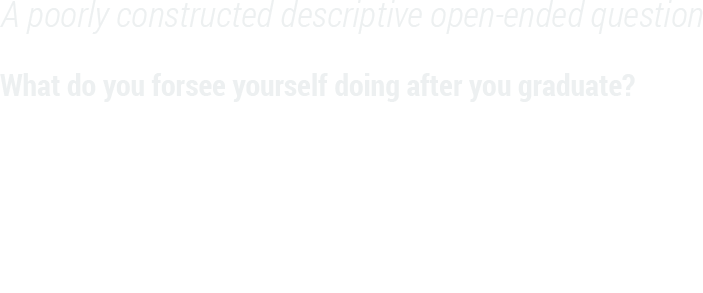 A poorly constructed descriptive open-ended question
What do you forsee yourself doing after you graduate?